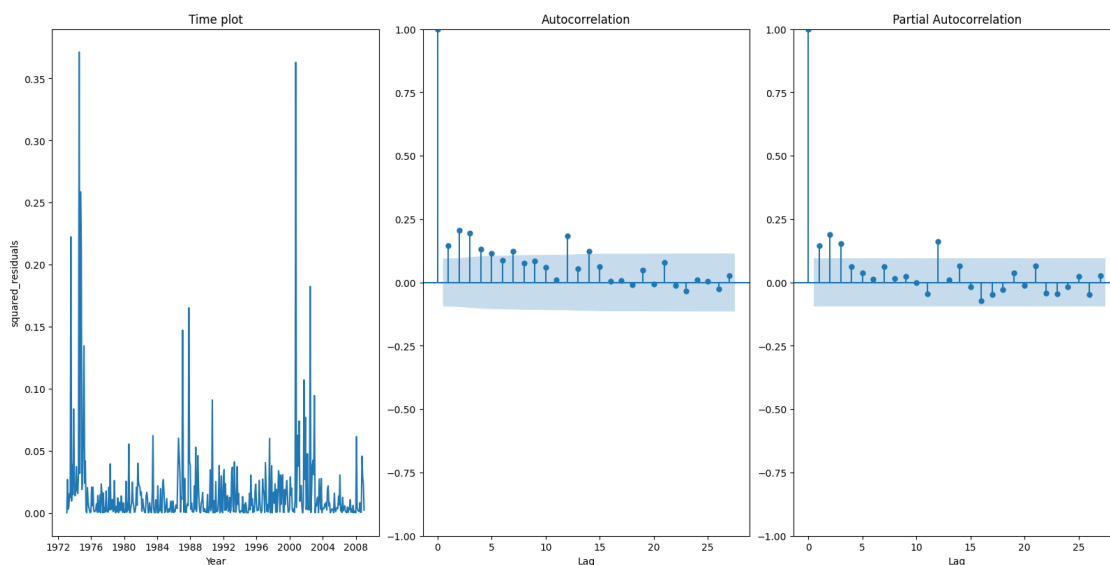 Time plot
squared_residuals
0.35
0.30
0.25
0.20
0.15
0.10
0.05
0.00
1972 1976 1980 1984 1988 1992 1996 2000 2004 2008
Year
Autocorrelation
1.00
0.75
0.50
0.25
0.00
−0.25
−0.50
−0.75
−1.00
0 5 10 15 20 25
Lag
Partial Autocorrelation
1.00
0.75
0.50
0.25
0.00
−0.25
−0.50
−0.75
−1.00
0 5 10 15 20 25
Lag